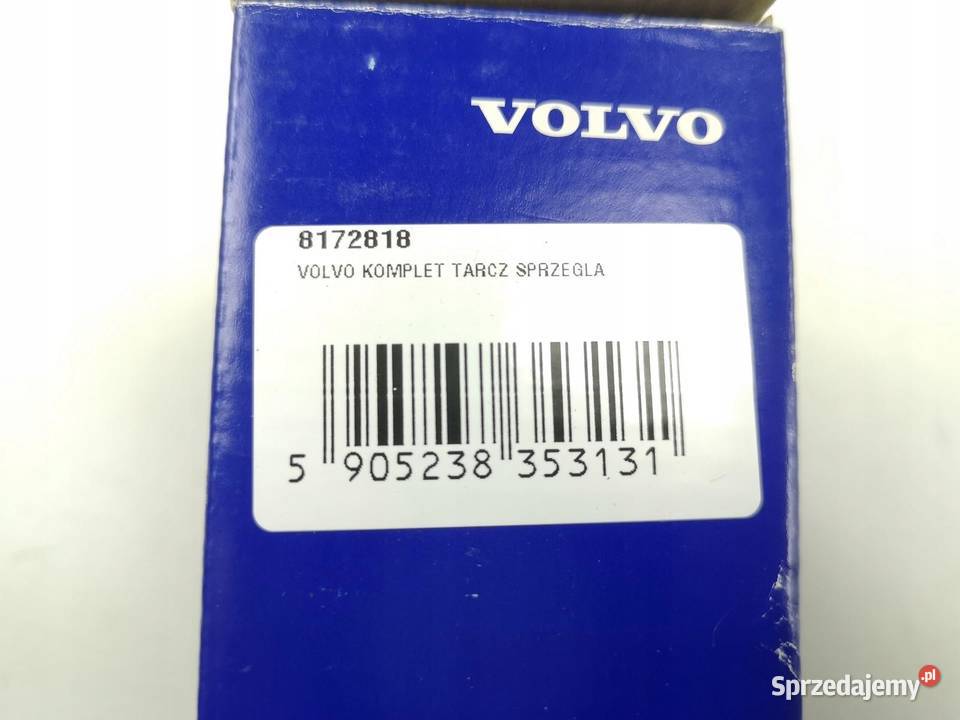 VOLVO
8172818
VOLVO KOMPLET TARCZ SPRZEGLA
5 905238 353131
Sprzedajemy.pl